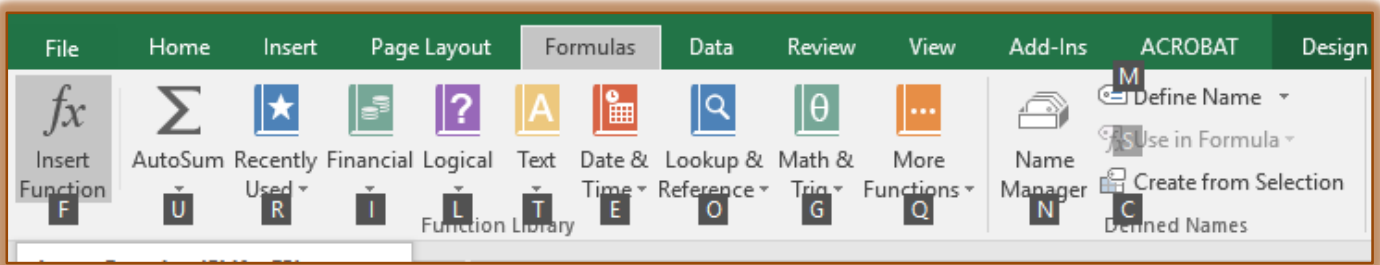 File Home Insert Page Layout Formulas Data Review View Add-Ins ACROBAT Design
M
fx Σ ? A θ Define Name
S Use in Formula
Insert AutoSum Recently Financial Logical Text Date & Lookup & Math & More Name
Function Used Time Reference Trig Functions Manager Create from Selection
F U R I L T E O G Q N C
Function Library Defined Names